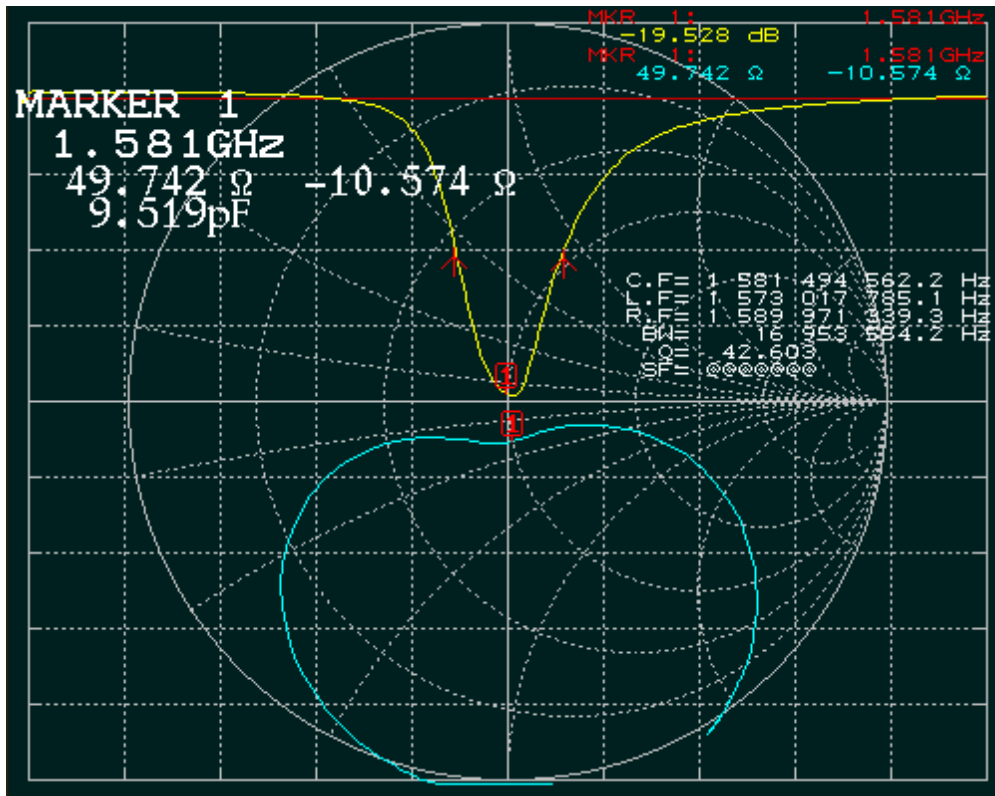 MKR 1: 1.581GHz
-19.528 dB
MKR 1: 1.581GHz
49.742 Ω -10.574 Ω
MARKER 1
1.581GHz
49.742 Ω -10.574 Ω
9.519pF
C.F= 1 581 494 562.2 Hz
L.F= 1 573 017 785.1 Hz
R.F= 1 589 971 339.3 Hz
BW= 16 953 554.2 Hz
Q= 42.603
SF= @@@@@@@
1
1